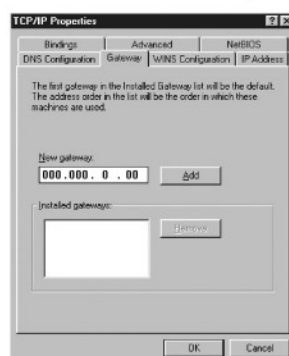 TCP/IP Properties
Bindings Advanced NetBIOS
DNS Configuration Gateway WINS Configuration IP Address
The first gateway in the Installed Gateway list will be the default.
The address order in the list will be the order in which these
machines are used.
New gateway:
000.000. 0 .00 Add
Installed gateways:
Remove
OK Cancel